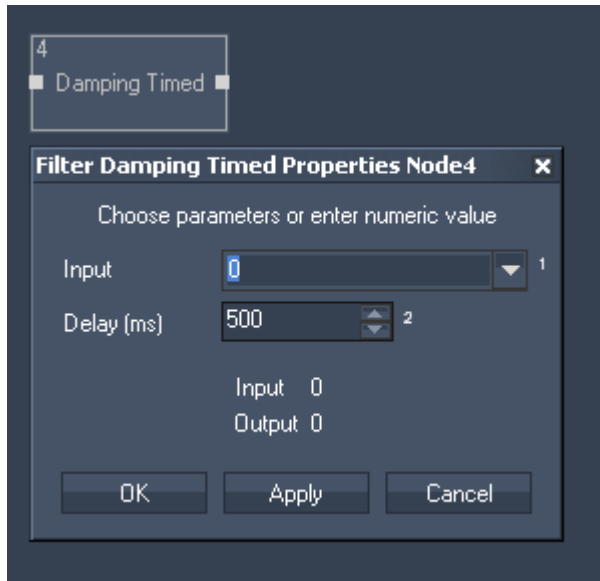 4
Damping Timed
Filter Damping Timed Properties Node4
Choose parameters or enter numeric value
Input 0 1
Delay (ms) 500 2
Input 0
Output 0
OK Apply Cancel